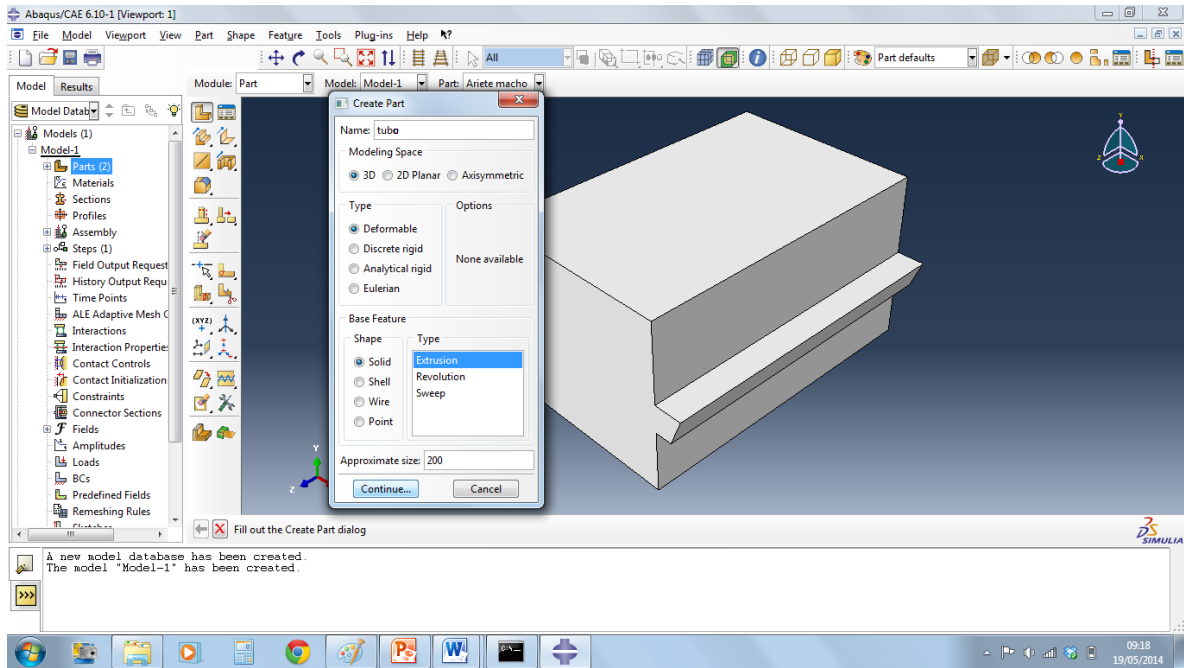 Abaqus/CAE 6.10-1 [Viewport: 1]
File Model Viewport View Part Shape Feature Tools Plug-ins Help
All
Part defaults
Model Results
Module: Part Model: Model-1 Part: Ariete macho
Model Datab
Models (1)
Model-1
Parts (2)
Materials
Sections
Profiles
Assembly
Steps (1)
Field Output Request
History Output Requ
Time Points
ALE Adaptive Mesh C
Interactions
Interaction Propertie
Contact Controls
Contact Initialization
Constraints
Connector Sections
Fields
Amplitudes
Loads
BCs
Predefined Fields
Remeshing Rules
(XYZ)
Create Part
Name: tubo
Modeling Space
3D 2D Planar Axisymmetric
Type
Deformable
Discrete rigid
Analytical rigid
Eulerian
Options
None available
Base Feature
Shape
Solid
Shell
Wire
Point
Type
Extrusion
Revolution
Sweep
Approximate size: 200
Continue... Cancel
Y
Z
Y
Z
X
Fill out the Create Part dialog
SIMULIA
A new model database has been created.
The model "Model-1" has been created.
>>>
09:18
19/05/2014